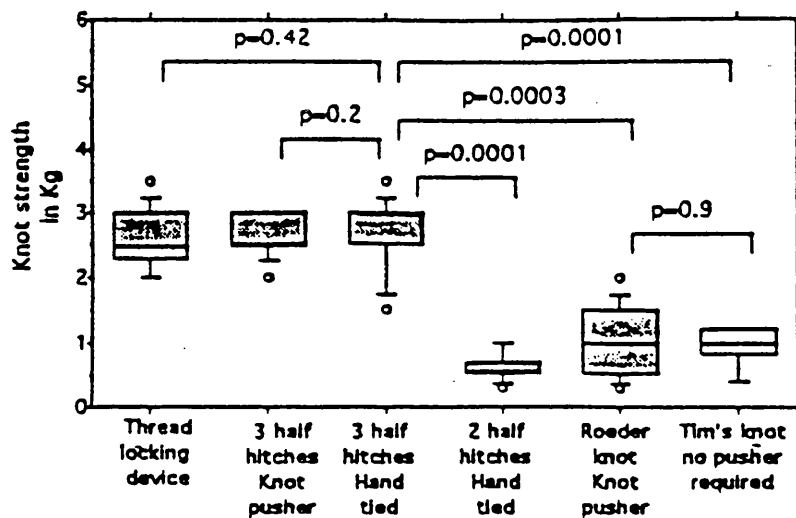 6
p=0.42
p=0.0001
5
p=0.0003
p=0.2
4
p=0.0001
Knot strength
in Kg
3
p=0.9
2
1
0
Thread
locking
device
3 half
hitches
Knot
pusher
3 half
hitches
Hand
tied
2 half
hitches
Hand
tied
Roeder
knot
Knot
pusher
Tim's knot
no pusher
required